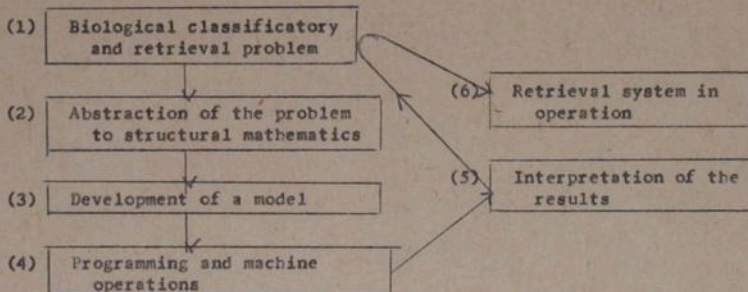 (1) Biological classificatory
and retrieval problem
(2) Abstraction of the problem
to structural mathematics
(3) Development of a model
(4) Programming and machine
operations
(5) Interpretation of the
results
(6) Retrieval system in
operation